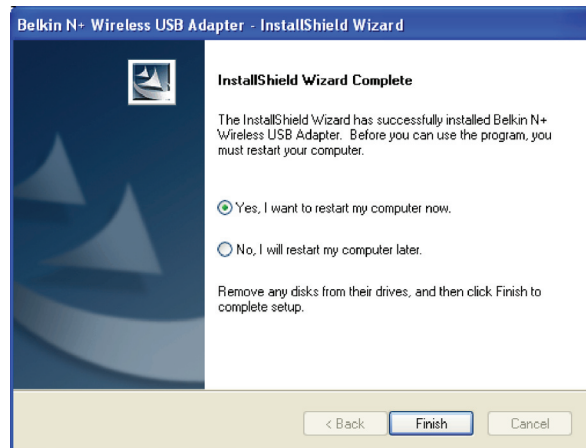 Belkin N+ Wireless USB Adapter - InstallShield Wizard
InstallShield Wizard Complete
The InstallShield Wizard has successfully installed Belkin N+
Wireless USB Adapter. Before you can use the program, you
must restart your computer.
Yes, I want to restart my computer now.
No, I will restart my computer later.
Remove any disks from their drives, and then click Finish to
complete setup.
< Back Finish Cancel